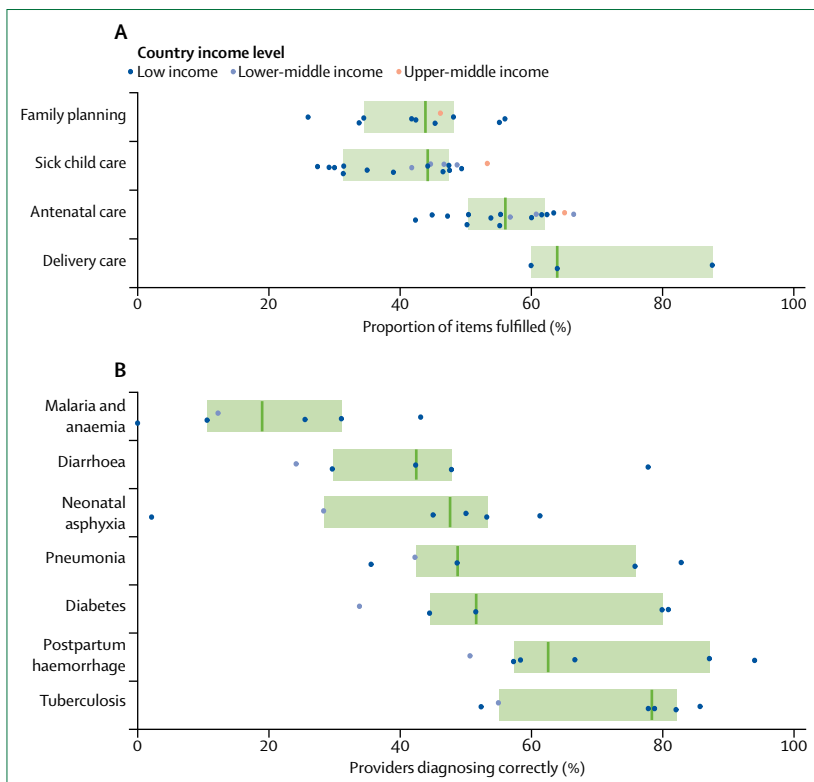 A
Country income level
Low income Lower-middle income Upper-middle income
Family planning
Sick child care
Antenatal care
Delivery care
0 20 40 60 80 100
Proportion of items fulfilled (%)
B
Malaria and
anaemia
Diarrhoea
Neonatal
asphyxia
Pneumonia
Diabetes
Postpartum
haemorrhage
Tuberculosis
0 20 40 60 80 100
Providers diagnosing correctly (%)